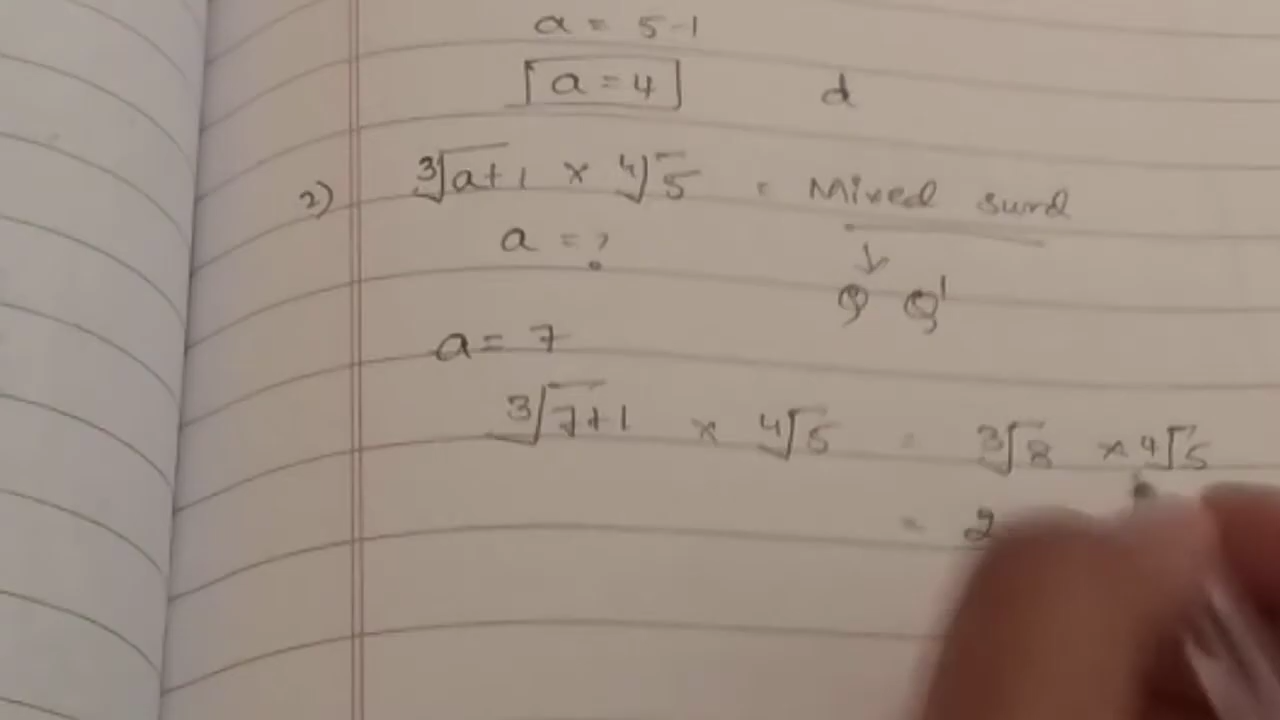 a = 5-1
a = 4 d
2) ∛a+1 × ∜5 = Mixed surd
a = ?
↓
Q Q'
a = 7
∛7+1 × ∜5 = ∛8 × ∜5
= 2